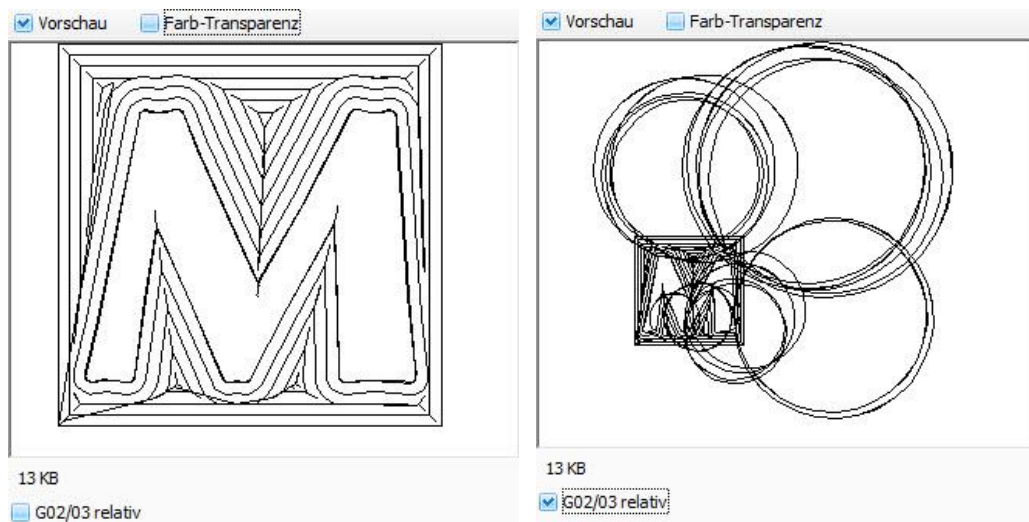 Vorschau Farb-Transparenz
13 KB
G02/03 relativ
Vorschau Farb-Transparenz
13 KB
G02/03 relativ